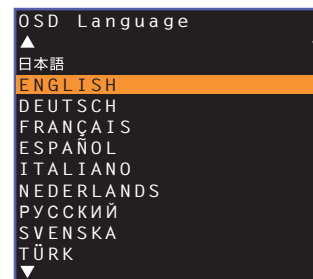 OSD Language
▲
日本語
ENGLISH
DEUTSCH
FRANÇAIS
ESPAÑOL
ITALIANO
NEDERLANDS
РУССКИЙ
SVENSKA
TÜRK
▼